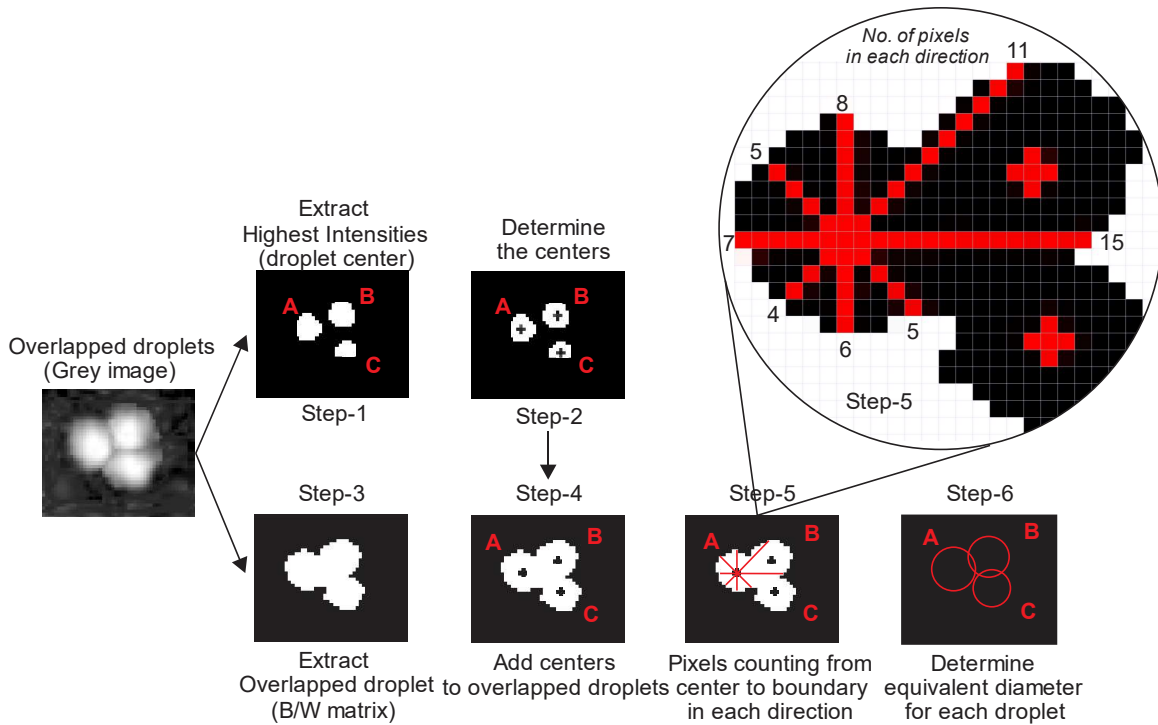 No. of pixels
in each direction
11
8
5
7
15
4
6
5
Step-5
Extract
Highest Intensities
(droplet center)
A
B
C
Step-1
Determine
the centers
A
B
C
Step-2
Overlapped droplets
(Grey image)
Step-3
Extract
Overlapped droplet
(B/W matrix)
Step-4
A
B
C
Add centers
to overlapped droplets
Step-5
A
B
C
Pixels counting from
center to boundary
in each direction
Step-6
A
B
C
Determine
equivalent diameter
for each droplet